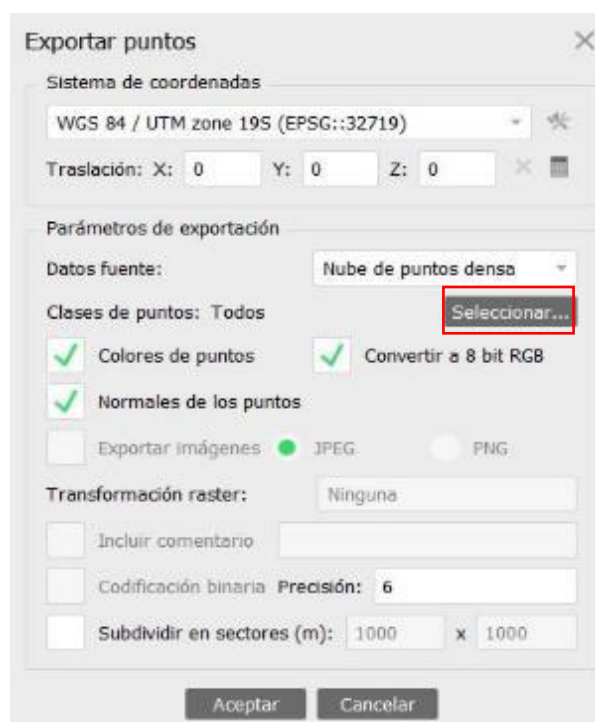 Exportar puntos
Sistema de coordenadas
WGS 84 / UTM zone 19S (EPSG::32719)
Traslación: X: 0 Y: 0 Z: 0
Parámetros de exportación
Datos fuente: Nube de puntos densa
Clases de puntos: Todos Seleccionar...
Colores de puntos Convertir a 8 bit RGB
Normales de los puntos
Exportar imágenes JPEG PNG
Transformación raster: Ninguna
Incluir comentario
Codificación binaria Precisión: 6
Subdividir en sectores (m): 1000 x 1000
Aceptar Cancelar